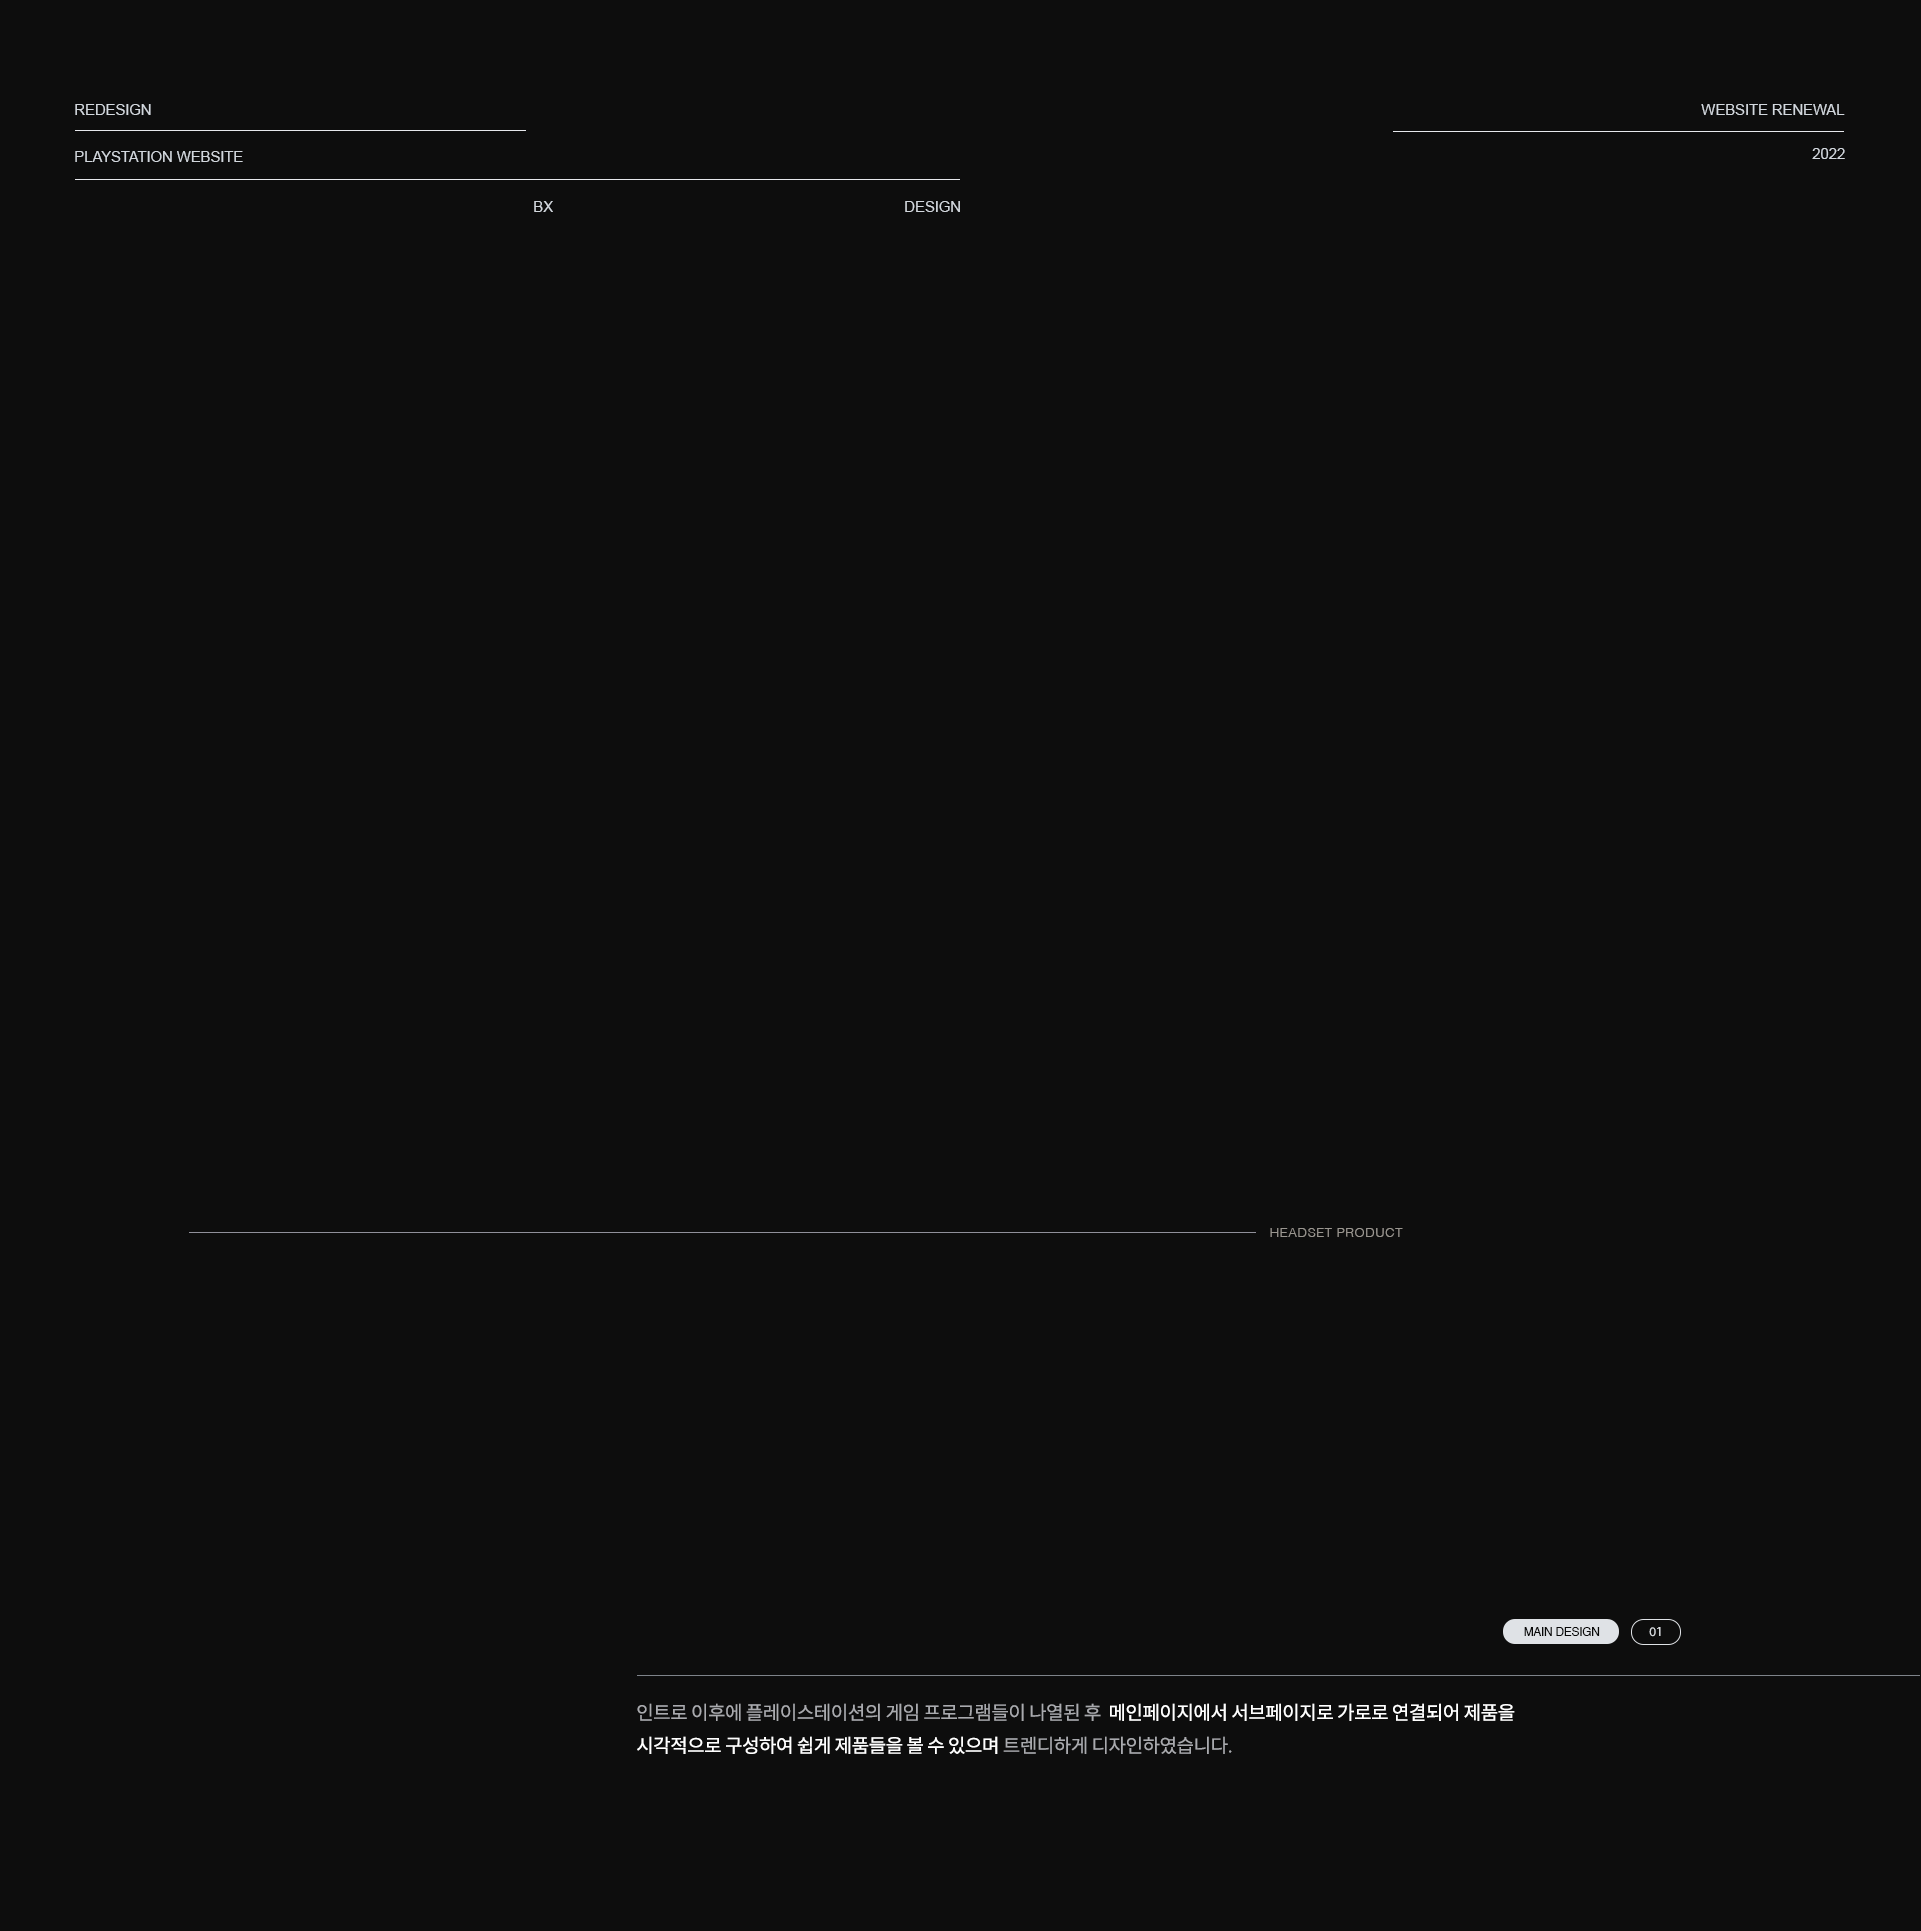 REDESIGN
WEBSITE RENEWAL
PLAYSTATION WEBSITE
2022
BX
DESIGN
HEADSET PRODUCT
MAIN DESIGN
01
인트로 이후에 플레이스테이션의 게임 프로그램들이 나열된 후 메인페이지에서 서브페이지로 가로로 연결되어 제품을
시각적으로 구성하여 쉽게 제품들을 볼 수 있으며 트렌디하게 디자인하였습니다.